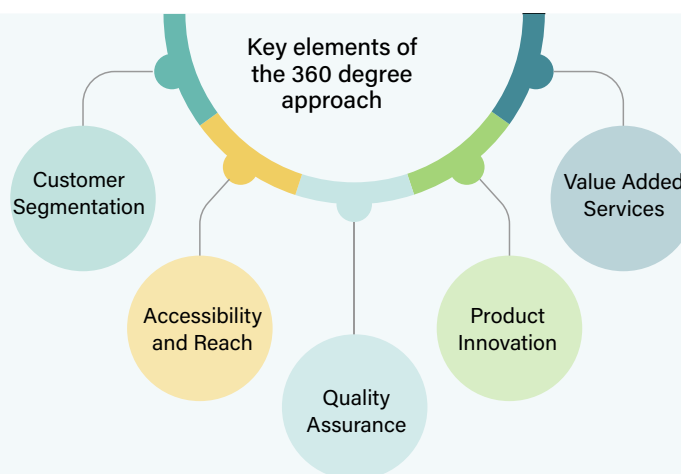 Key elements of
the 360 degree
approach
Customer
Segmentation
Accessibility
and Reach
Quality
Assurance
Product
Innovation
Value Added
Services